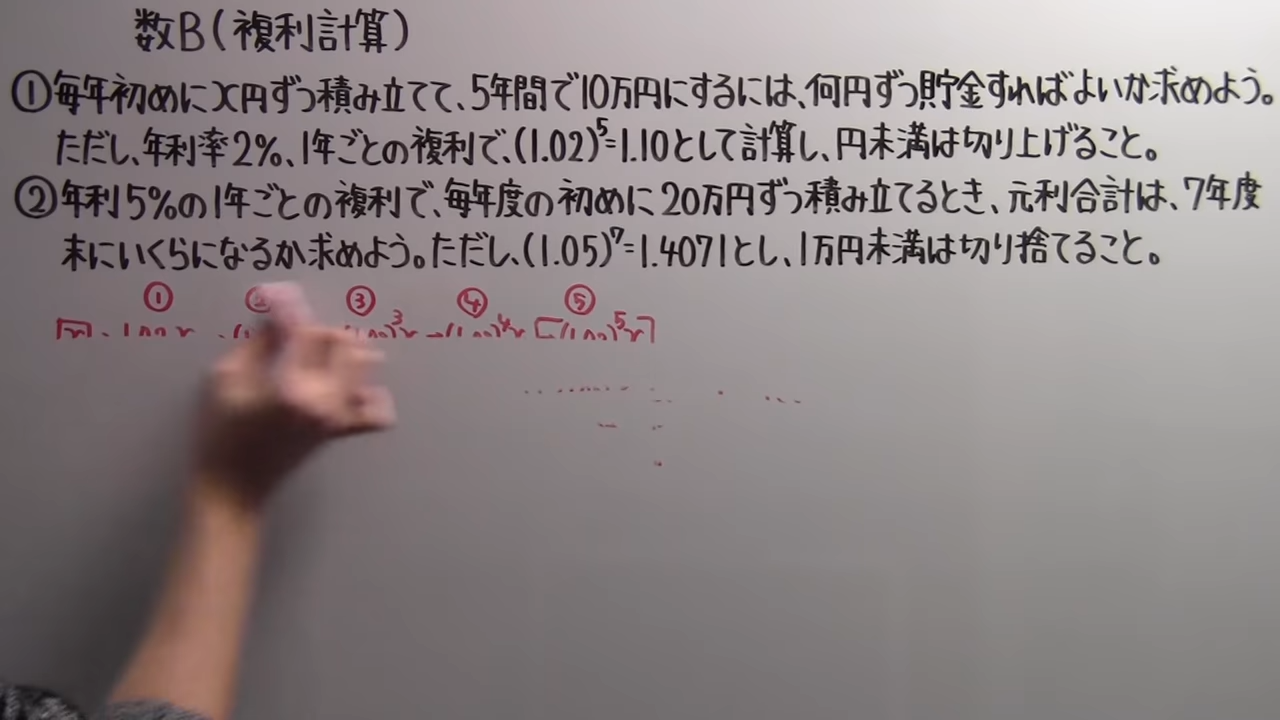 数B(複利計算)
①毎年初めにx円ずつ積み立てて、5年間で10万円にするには、何円ずつ貯金すればよいか求めよう。
ただし、年利率2%、1年ごとの複利で、(1.02)⁵=1.10として計算し、円未満は切り上げること。
②年利5%の1年ごとの複利で、毎年度の初めに20万円ずつ積み立てるとき、元利合計は、7年度
末にいくらになるか求めよう。ただし、(1.05)⁷=1.4071とし、1万円未満は切り捨てること。
① ② ③ ④ ⑤